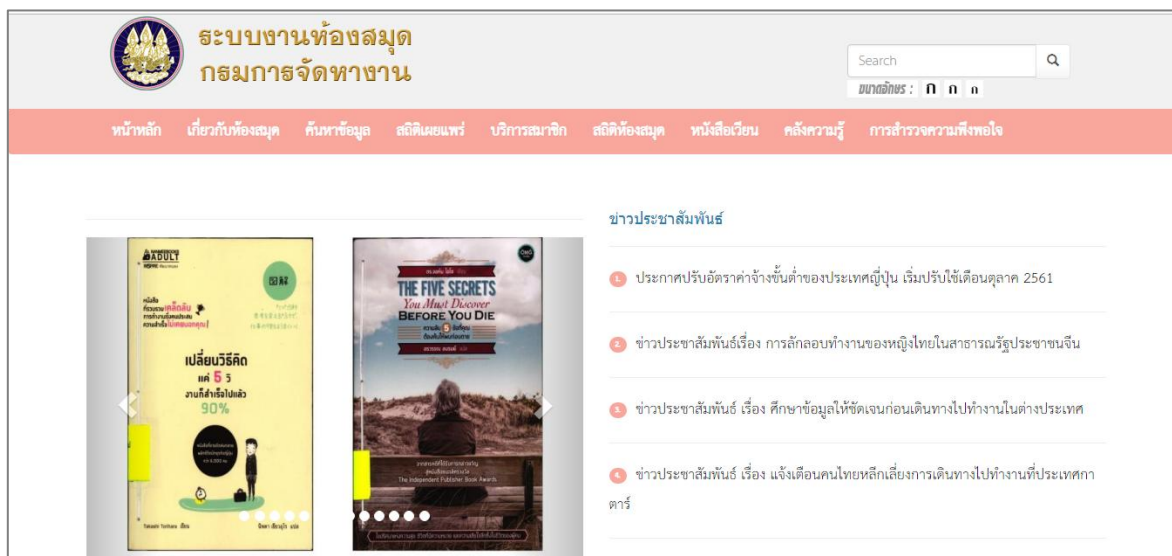 ระบบงานห้องสมุด
กรมการจัดหางาน
Search
ขนาดอักษร : ก ก ก
หน้าหลัก เกี่ยวกับห้องสมุด ค้นหาข้อมูล สถิติเผยแพร่ บริการสมาชิก สถิติห้องสมุด หนังสือเวียน คลังความรู้ การสำรวจความพึงพอใจ
ADULT
เปลี่ยนวิธีคิด
แค่ 5 วิ
งานก็สำเร็จไปแล้ว
90%
THE FIVE SECRETS
You Must Discover
BEFORE YOU DIE
The Independent Publisher Book Awards
ข่าวประชาสัมพันธ์
1. ประกาศปรับอัตราค่าจ้างขั้นต่ำของประเทศญี่ปุ่น เริ่มปรับใช้เดือนตุลาค 2561
2. ข่าวประชาสัมพันธ์เรื่อง การลักลอบทำงานของหญิงไทยในสาธารณรัฐประชาชนจีน
3. ข่าวประชาสัมพันธ์ เรื่อง ศึกษาข้อมูลให้ชัดเจนก่อนเดินทางไปทำงานในต่างประเทศ
4. ข่าวประชาสัมพันธ์ เรื่อง แจ้งเตือนคนไทยหลีกเลี่ยงการเดินทางไปทำงานที่ประเทศกา
ตาร์